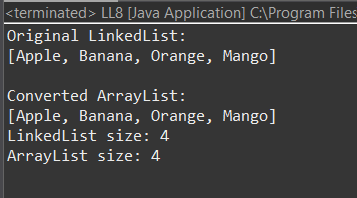 <terminated> LL8 [Java Application] C:\Program Files
Original LinkedList:
[Apple, Banana, Orange, Mango]
Converted ArrayList:
[Apple, Banana, Orange, Mango]
LinkedList size: 4
ArrayList size: 4